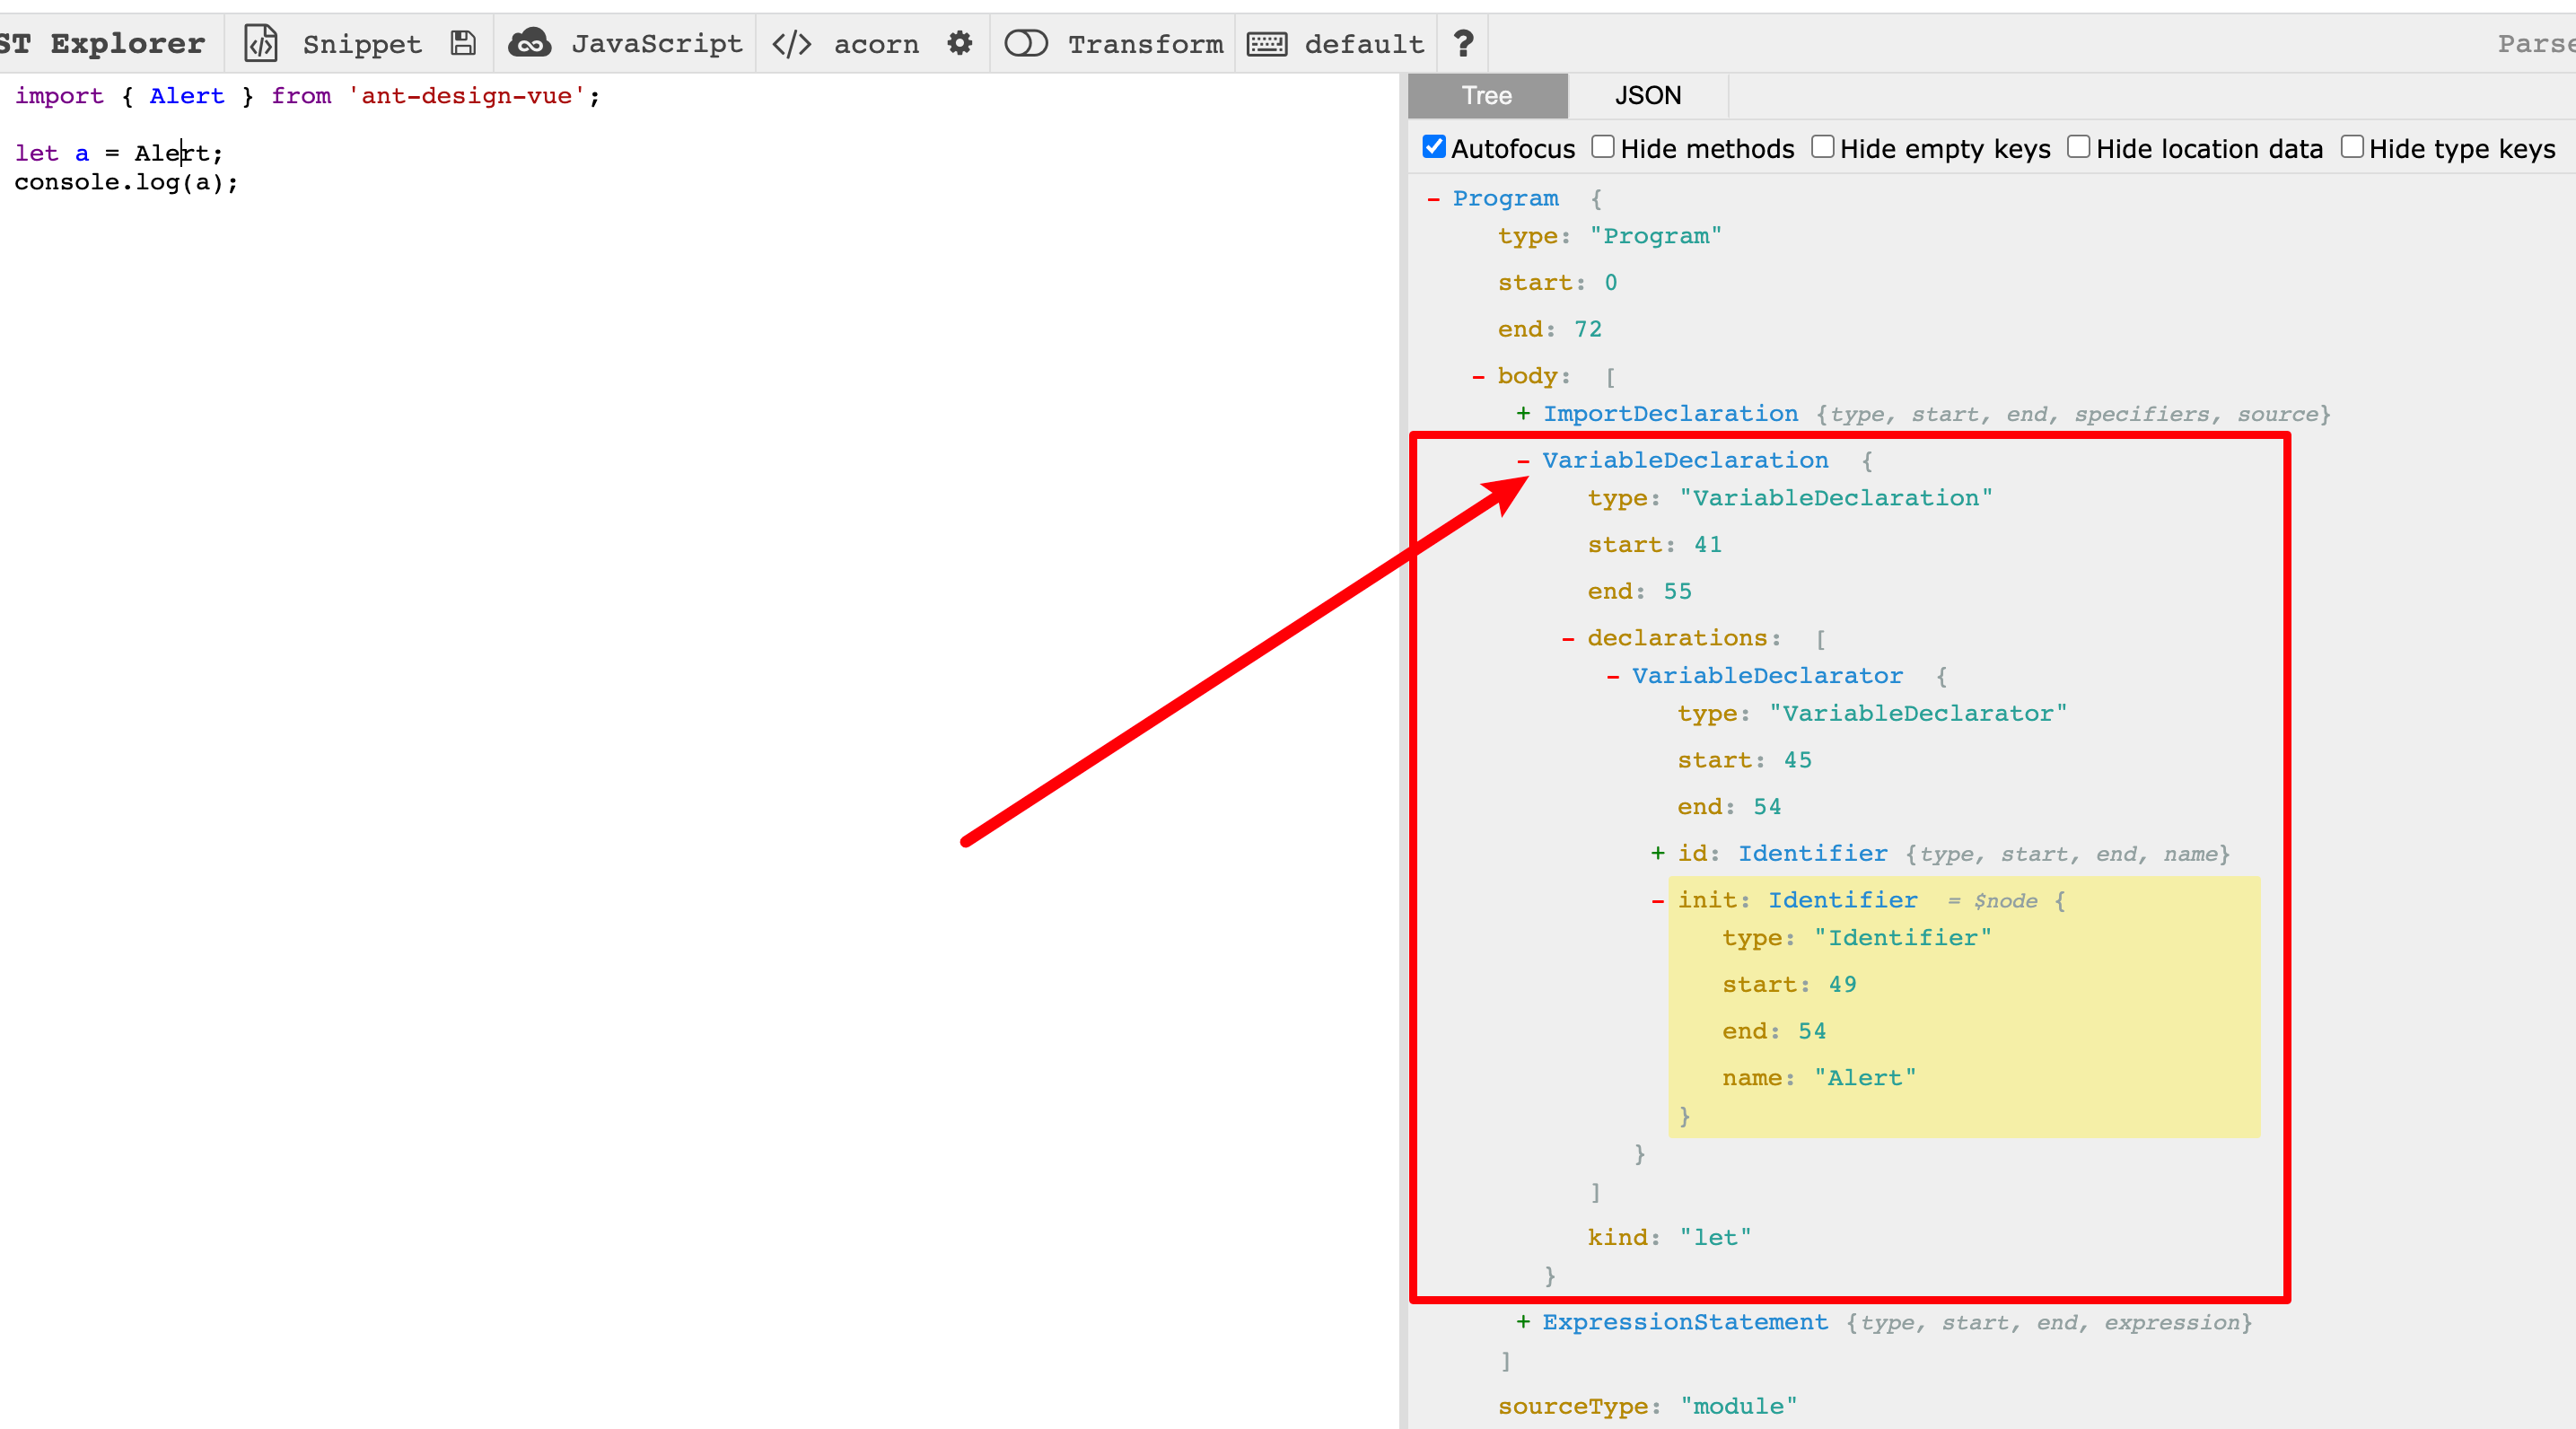 ST Explorer Snippet JavaScript </> acorn Transform default ? Parse
import { Alert } from 'ant-design-vue';
let a = Alert;
console.log(a);
Tree JSON
Autofocus Hide methods Hide empty keys Hide location data Hide type keys
- Program {
type: "Program"
start: 0
end: 72
- body: [
+ ImportDeclaration {type, start, end, specifiers, source}
- VariableDeclaration {
type: "VariableDeclaration"
start: 41
end: 55
- declarations: [
- VariableDeclarator {
type: "VariableDeclarator"
start: 45
end: 54
+ id: Identifier {type, start, end, name}
- init: Identifier = $node {
type: "Identifier"
start: 49
end: 54
name: "Alert"
}
}
]
kind: "let"
}
+ ExpressionStatement {type, start, end, expression}
]
sourceType: "module"